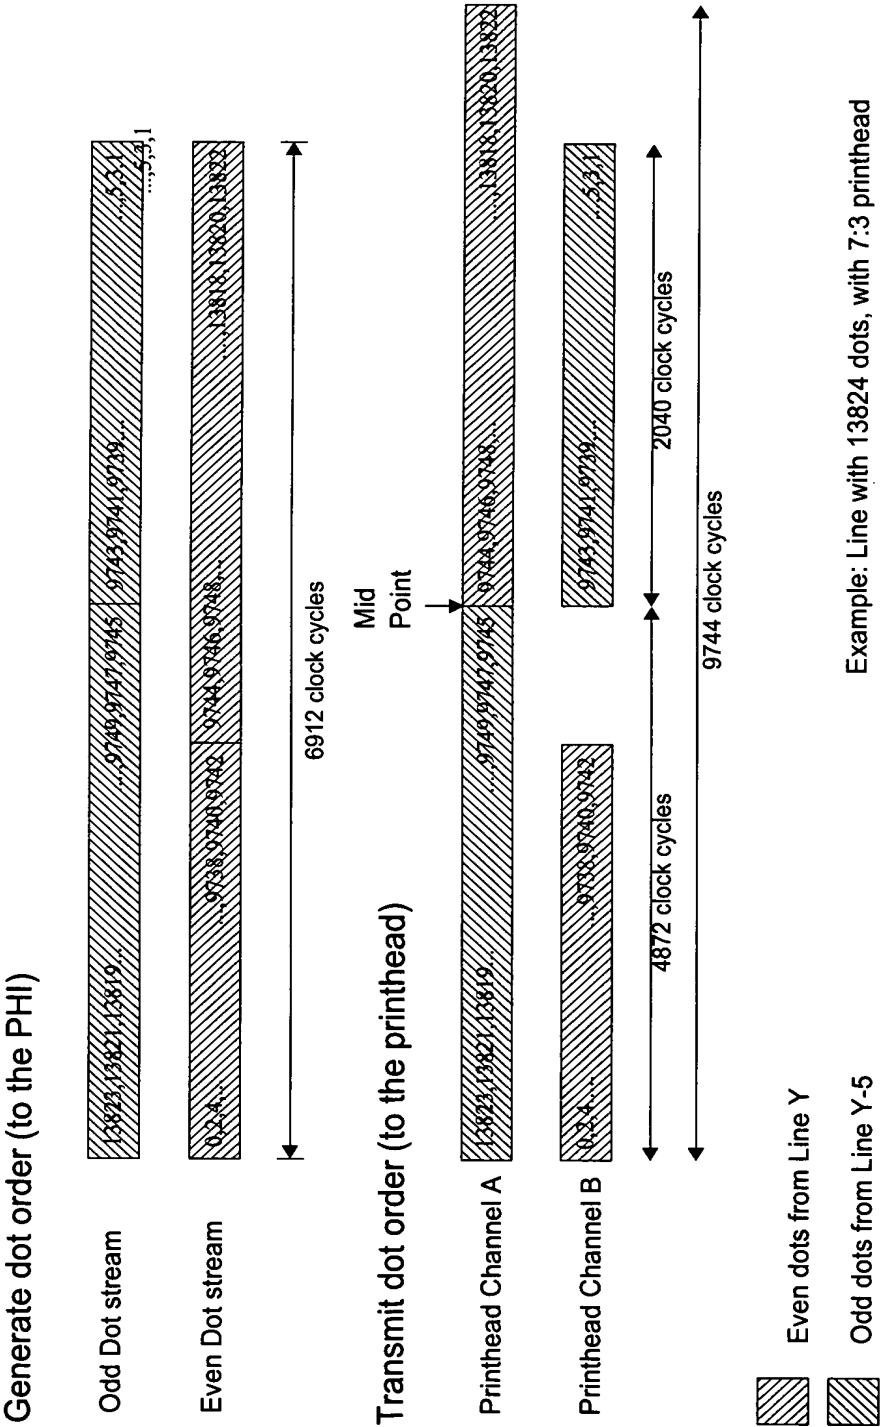 Generate dot order (to the PHI)
Odd Dot stream
13823,13821,13819...
...,9749,9747,9745
9743,9741,9739....
...,5,3,1
...,5,3,1
Even Dot stream
0,2,4,...
...,9738,9740,9742
9744,9746,9748,...
...,13818,13820,13822
6912 clock cycles
Transmit dot order (to the printhead)
Mid
Point
Printhead Channel A
13823,13821,13819...
...,9749,9747,9745
9744,9746,9748,...
...,13818,13820,13822
Printhead Channel B
0,2,4,...
...,9738,9740,9742
9743,9741,9739....
...,5,3,1
4872 clock cycles
2040 clock cycles
9744 clock cycles
Even dots from Line Y
Odd dots from Line Y-5
Example: Line with 13824 dots, with 7:3 printhead